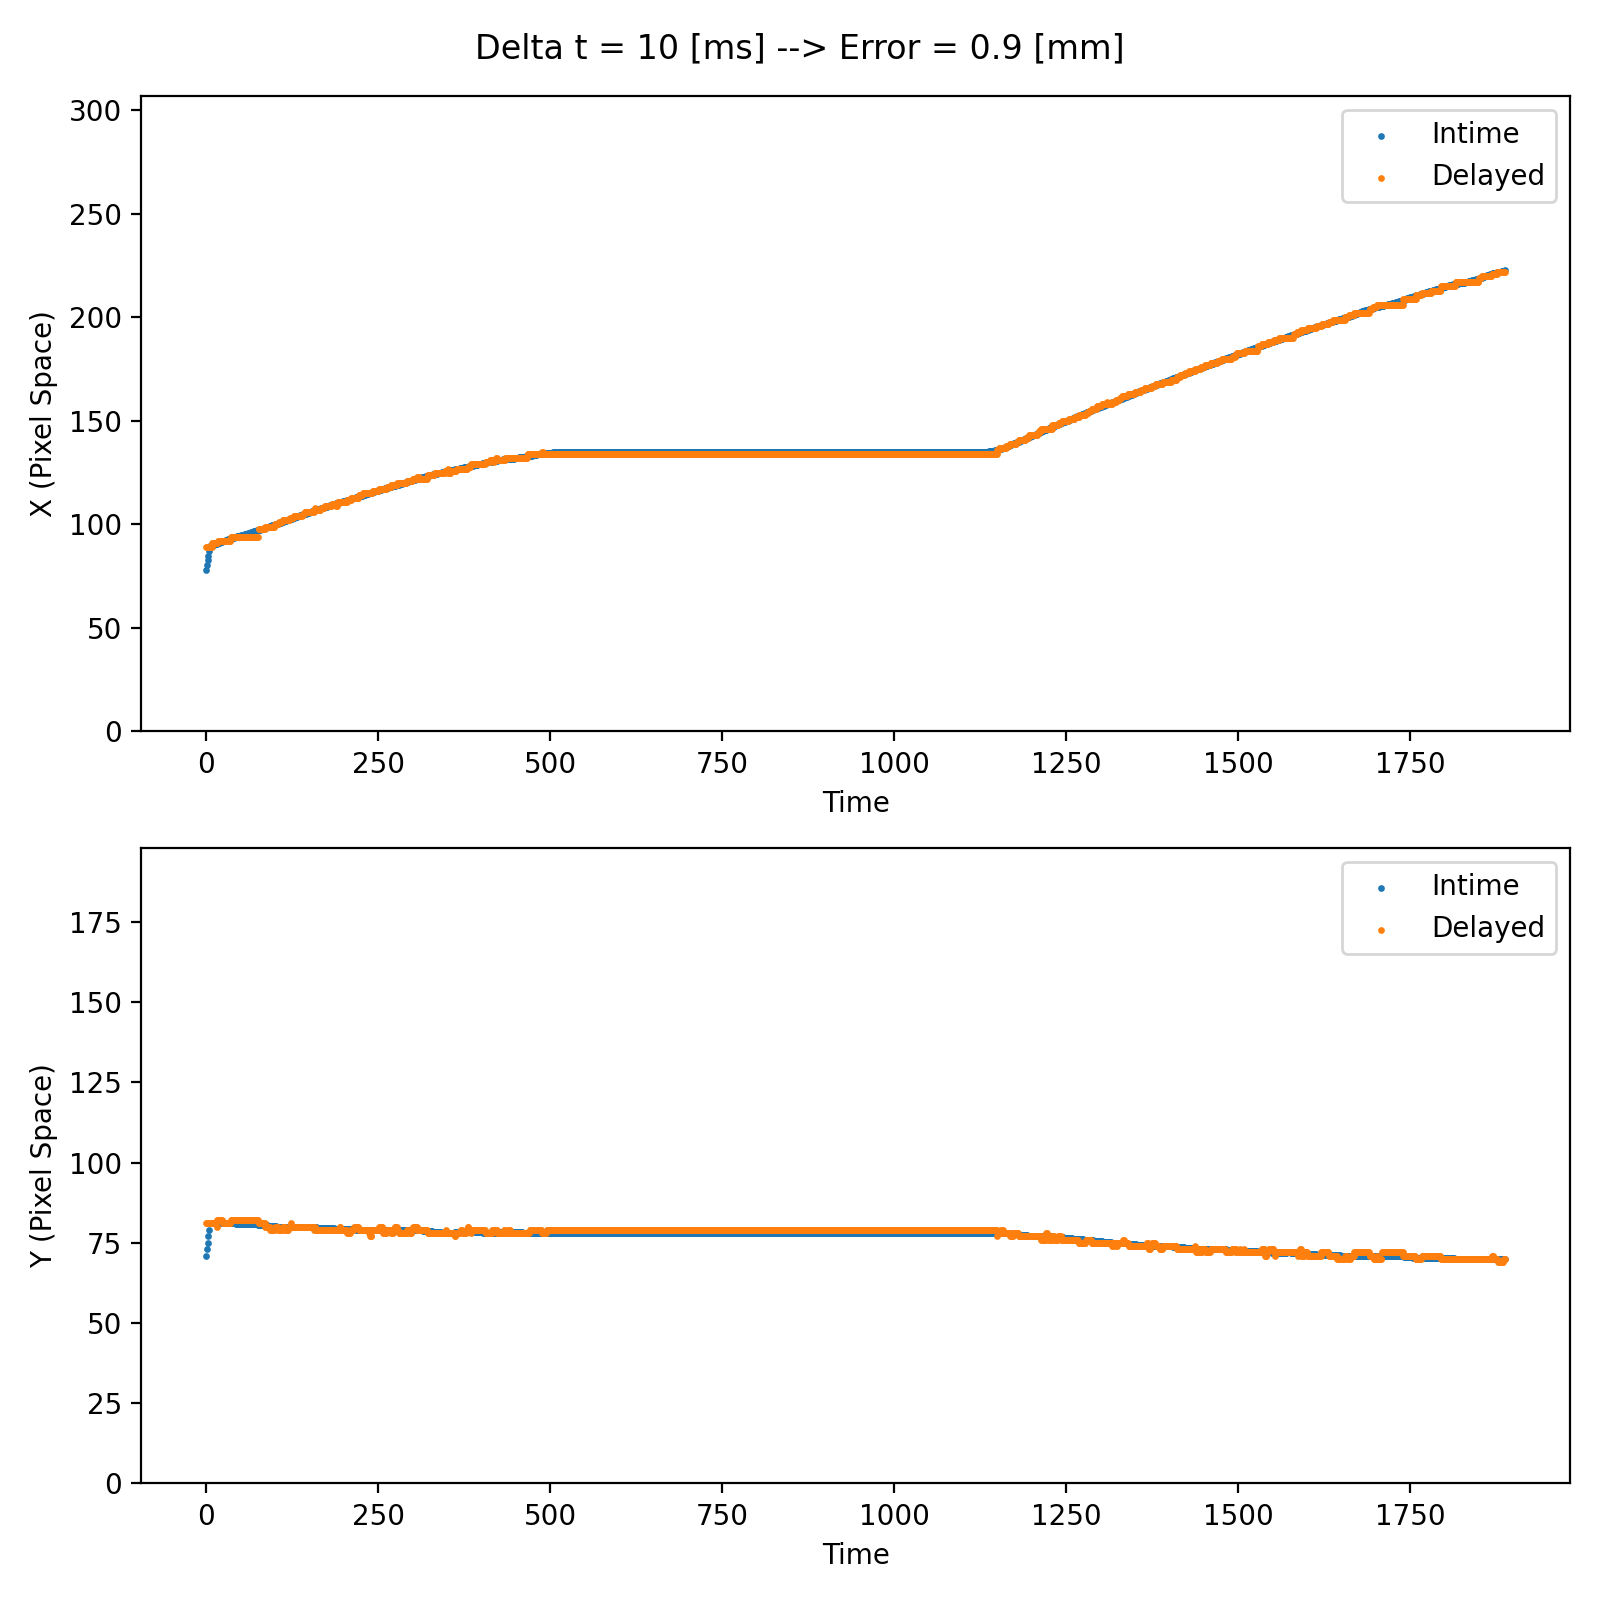 Delta t = 10 [ms] --> Error = 0.9 [mm]
300
250
200
150
100
50
0
X (Pixel Space)
Intime
Delayed
0 250 500 750 1000 1250 1500 1750
Time
175
150
125
100
75
50
25
0
Y (Pixel Space)
Intime
Delayed
0 250 500 750 1000 1250 1500 1750
Time